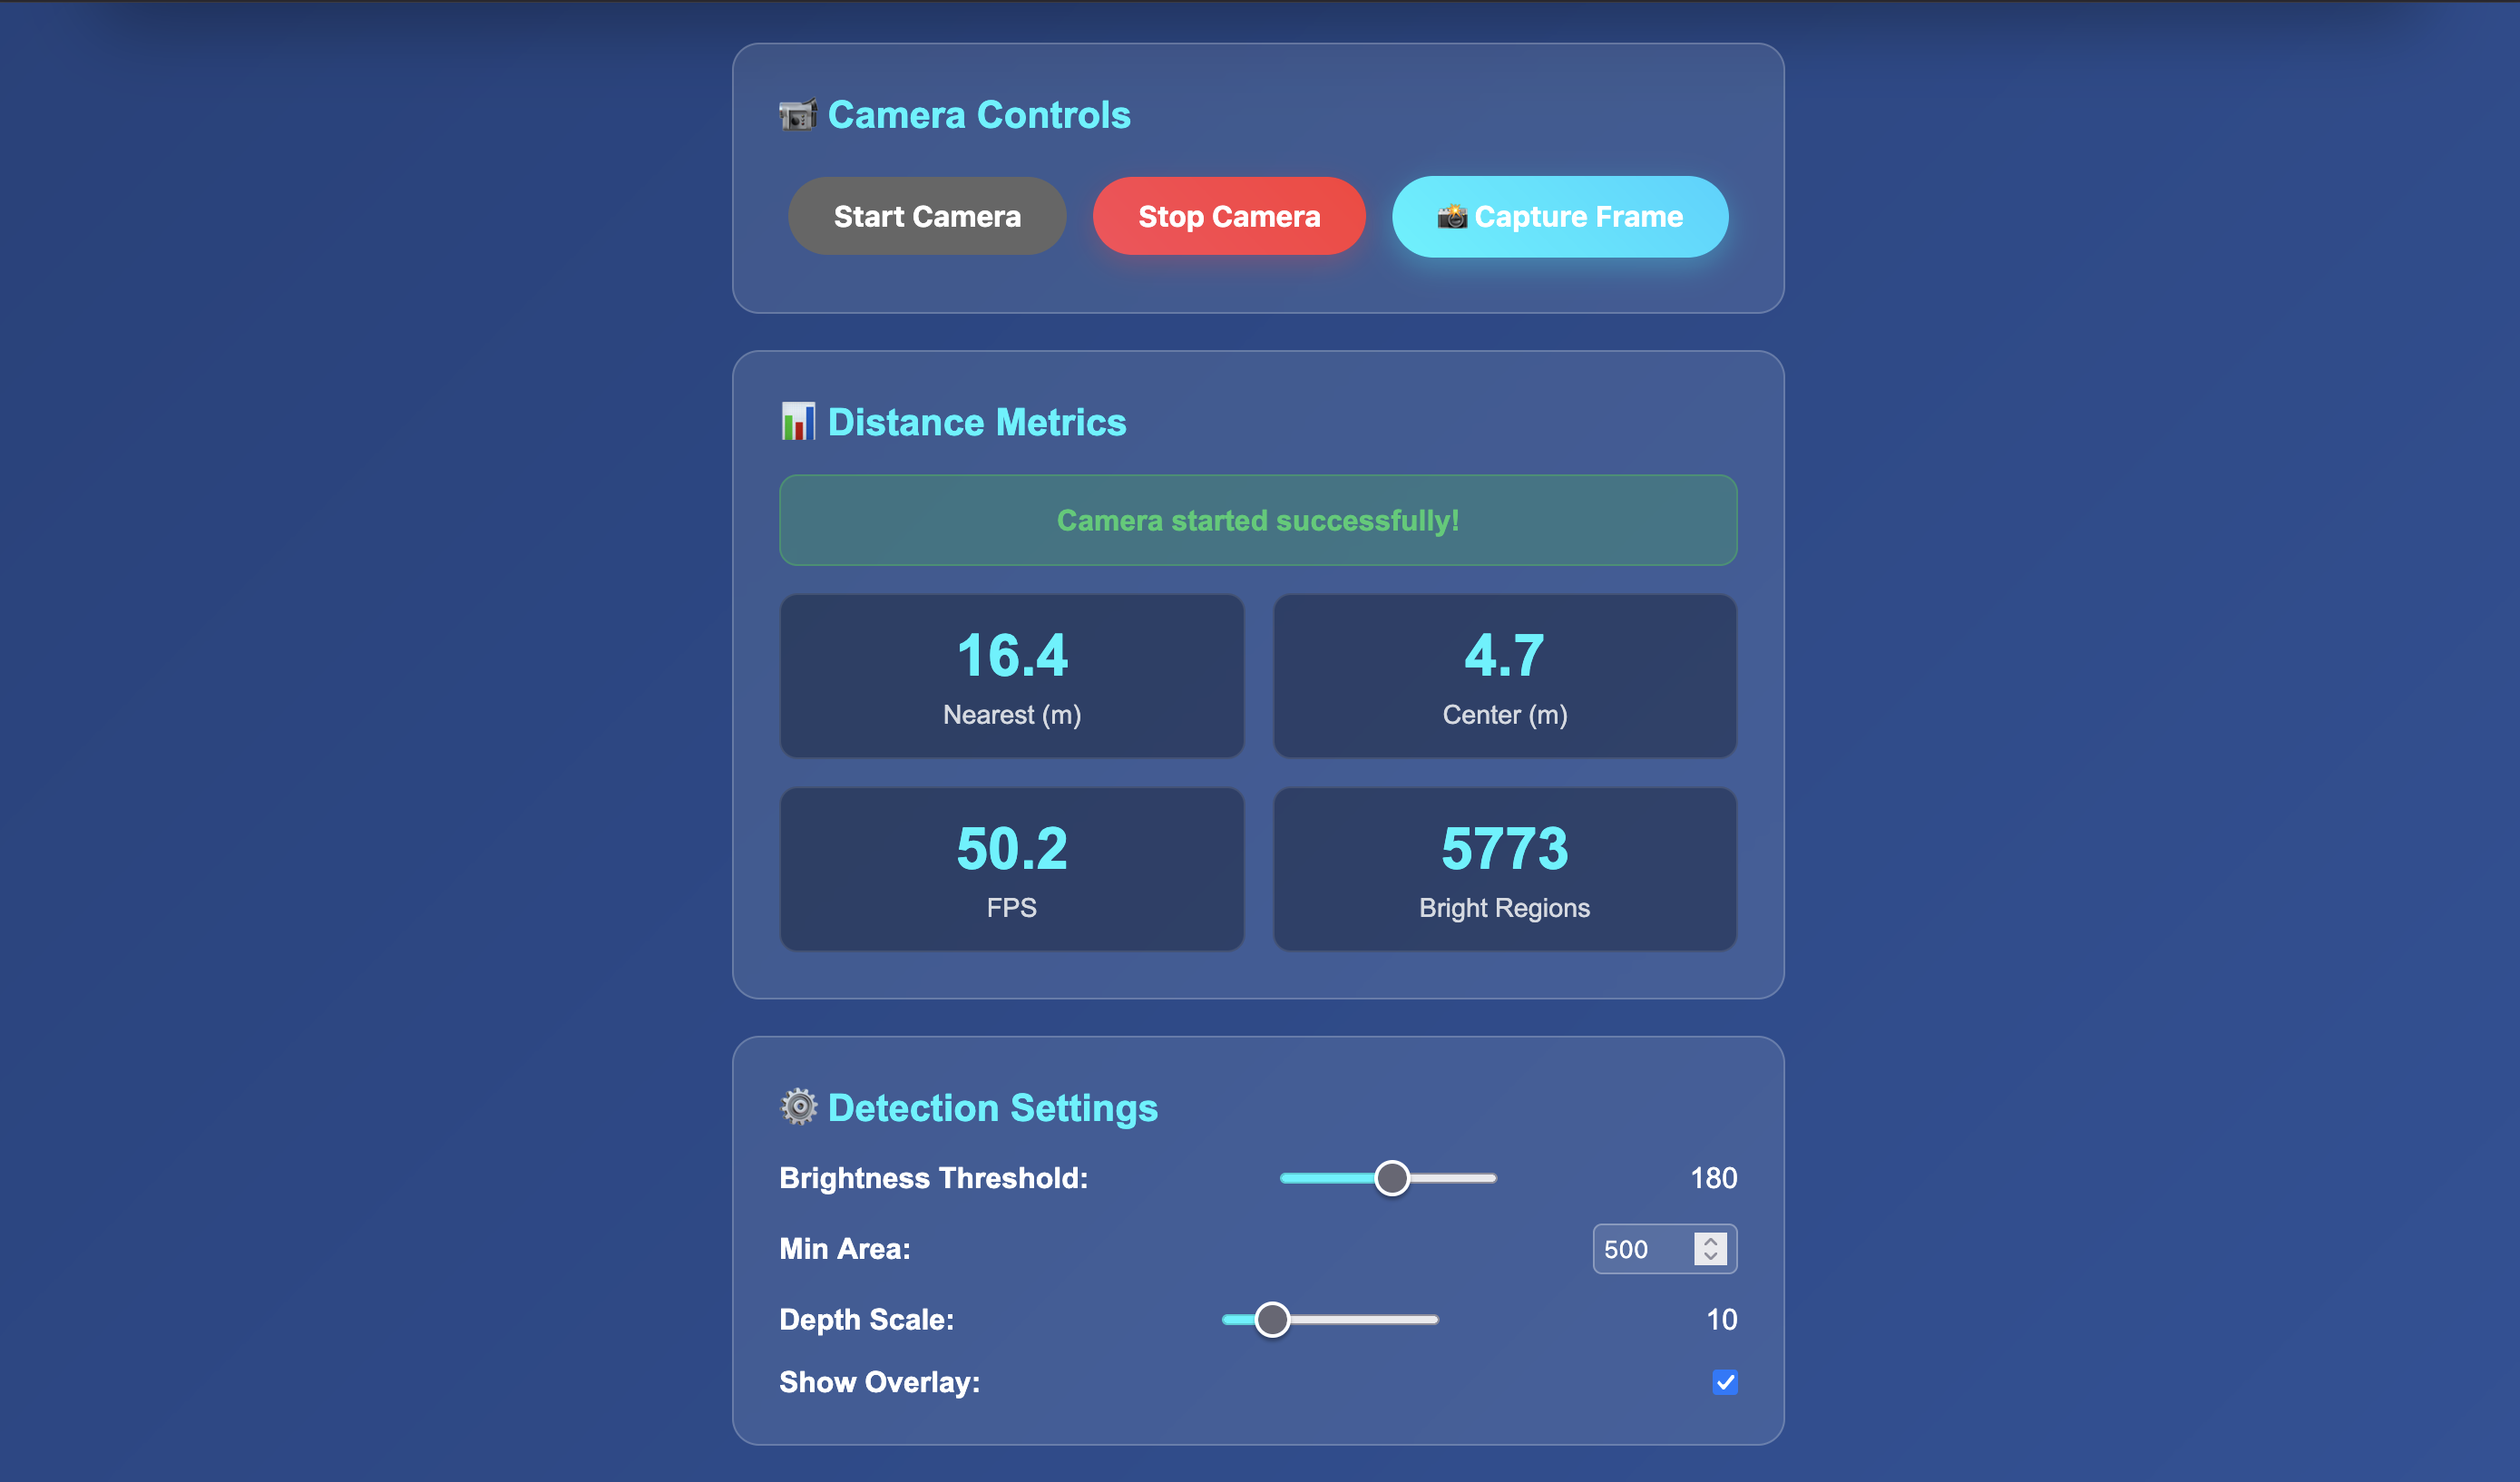 Camera Controls
Start Camera
Stop Camera
Capture Frame
Distance Metrics
Camera started successfully!
16.4
Nearest (m)
4.7
Center (m)
50.2
FPS
5773
Bright Regions
Detection Settings
Brightness Threshold: 180
Min Area: 500
Depth Scale: 10
Show Overlay: